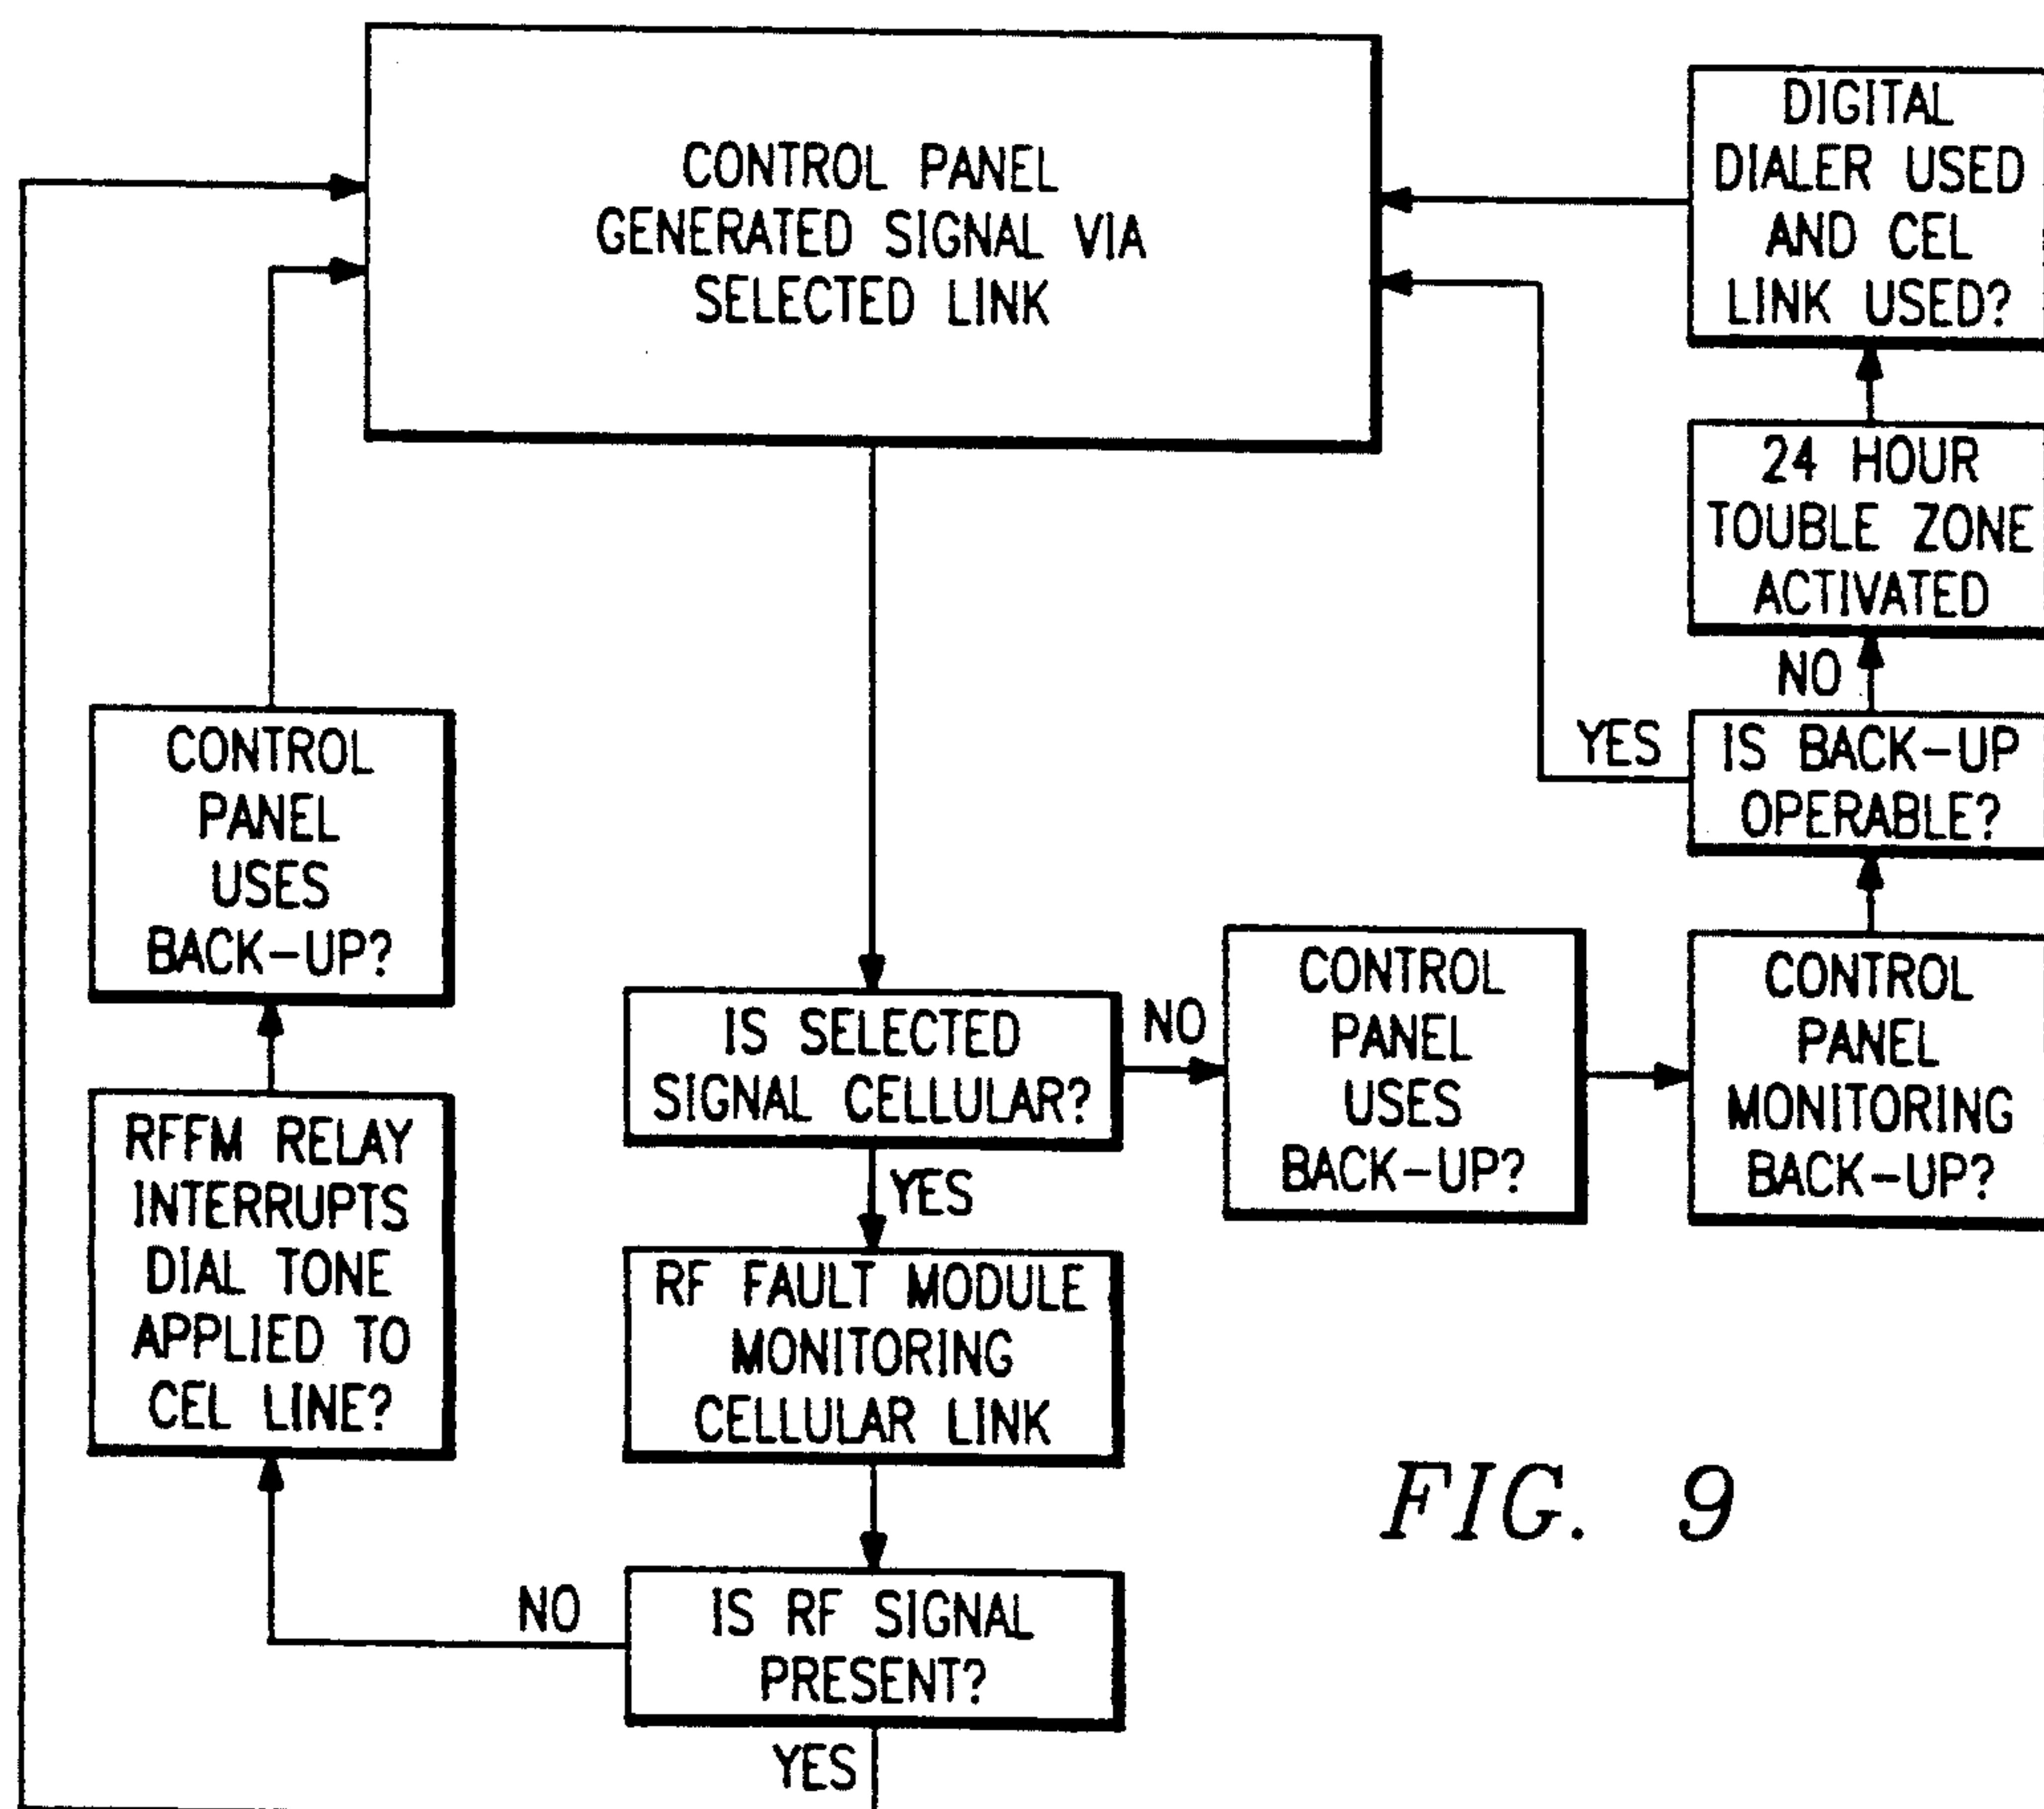 CONTROL PANEL
GENERATED SIGNAL VIA
SELECTED LINK
DIGITAL
DIALER USED
AND CEL
LINK USED?
24 HOUR
TOUBLE ZONE
ACTIVATED
NO
YES
IS BACK-UP
OPERABLE?
CONTROL
PANEL
USES
BACK-UP?
IS SELECTED
SIGNAL CELLULAR?
NO
CONTROL
PANEL
USES
BACK-UP?
CONTROL
PANEL
MONITORING
BACK-UP?
RFFM RELAY
INTERRUPTS
DIAL TONE
APPLIED TO
CEL LINE?
YES
RF FAULT MODULE
MONITORING
CELLULAR LINK
NO
IS RF SIGNAL
PRESENT?
YES
FIG. 9